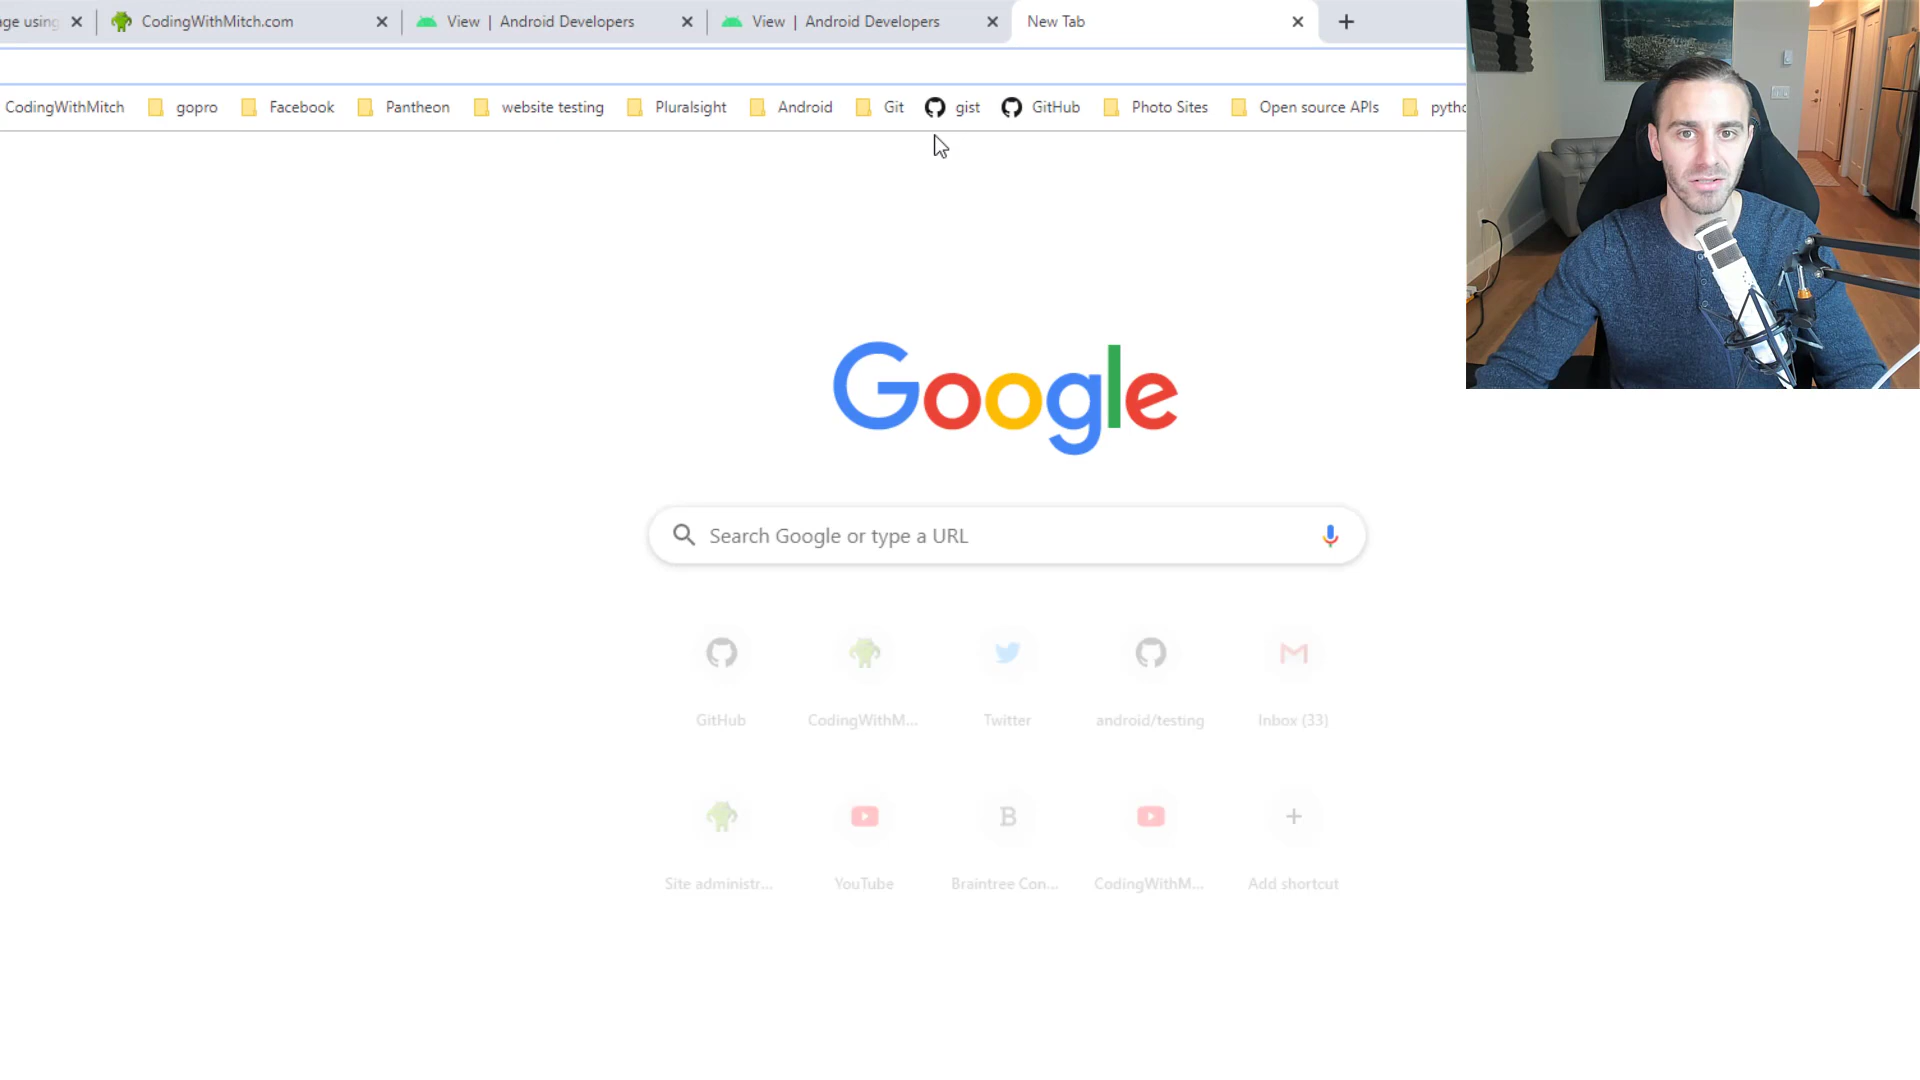 age using
CodingWithMitch.com
View | Android Developers
View | Android Developers
New Tab
CodingWithMitch
gopro
Facebook
Pantheon
website testing
Pluralsight
Android
Git
gist
GitHub
Photo Sites
Open source APIs
pytho
Google
Search Google or type a URL
GitHub
CodingWithM...
Twitter
android/testing
Inbox (33)
Site administr...
YouTube
Braintree Con...
CodingWithM...
Add shortcut